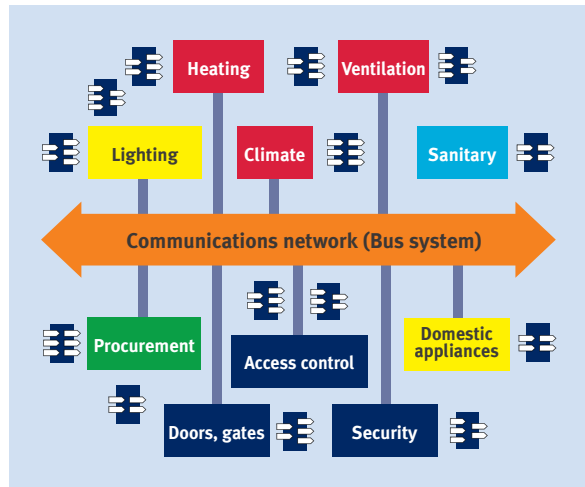 Heating
Ventilation
Lighting
Climate
Sanitary
Communications network (Bus system)
Procurement
Access control
Domestic
appliances
Doors, gates
Security